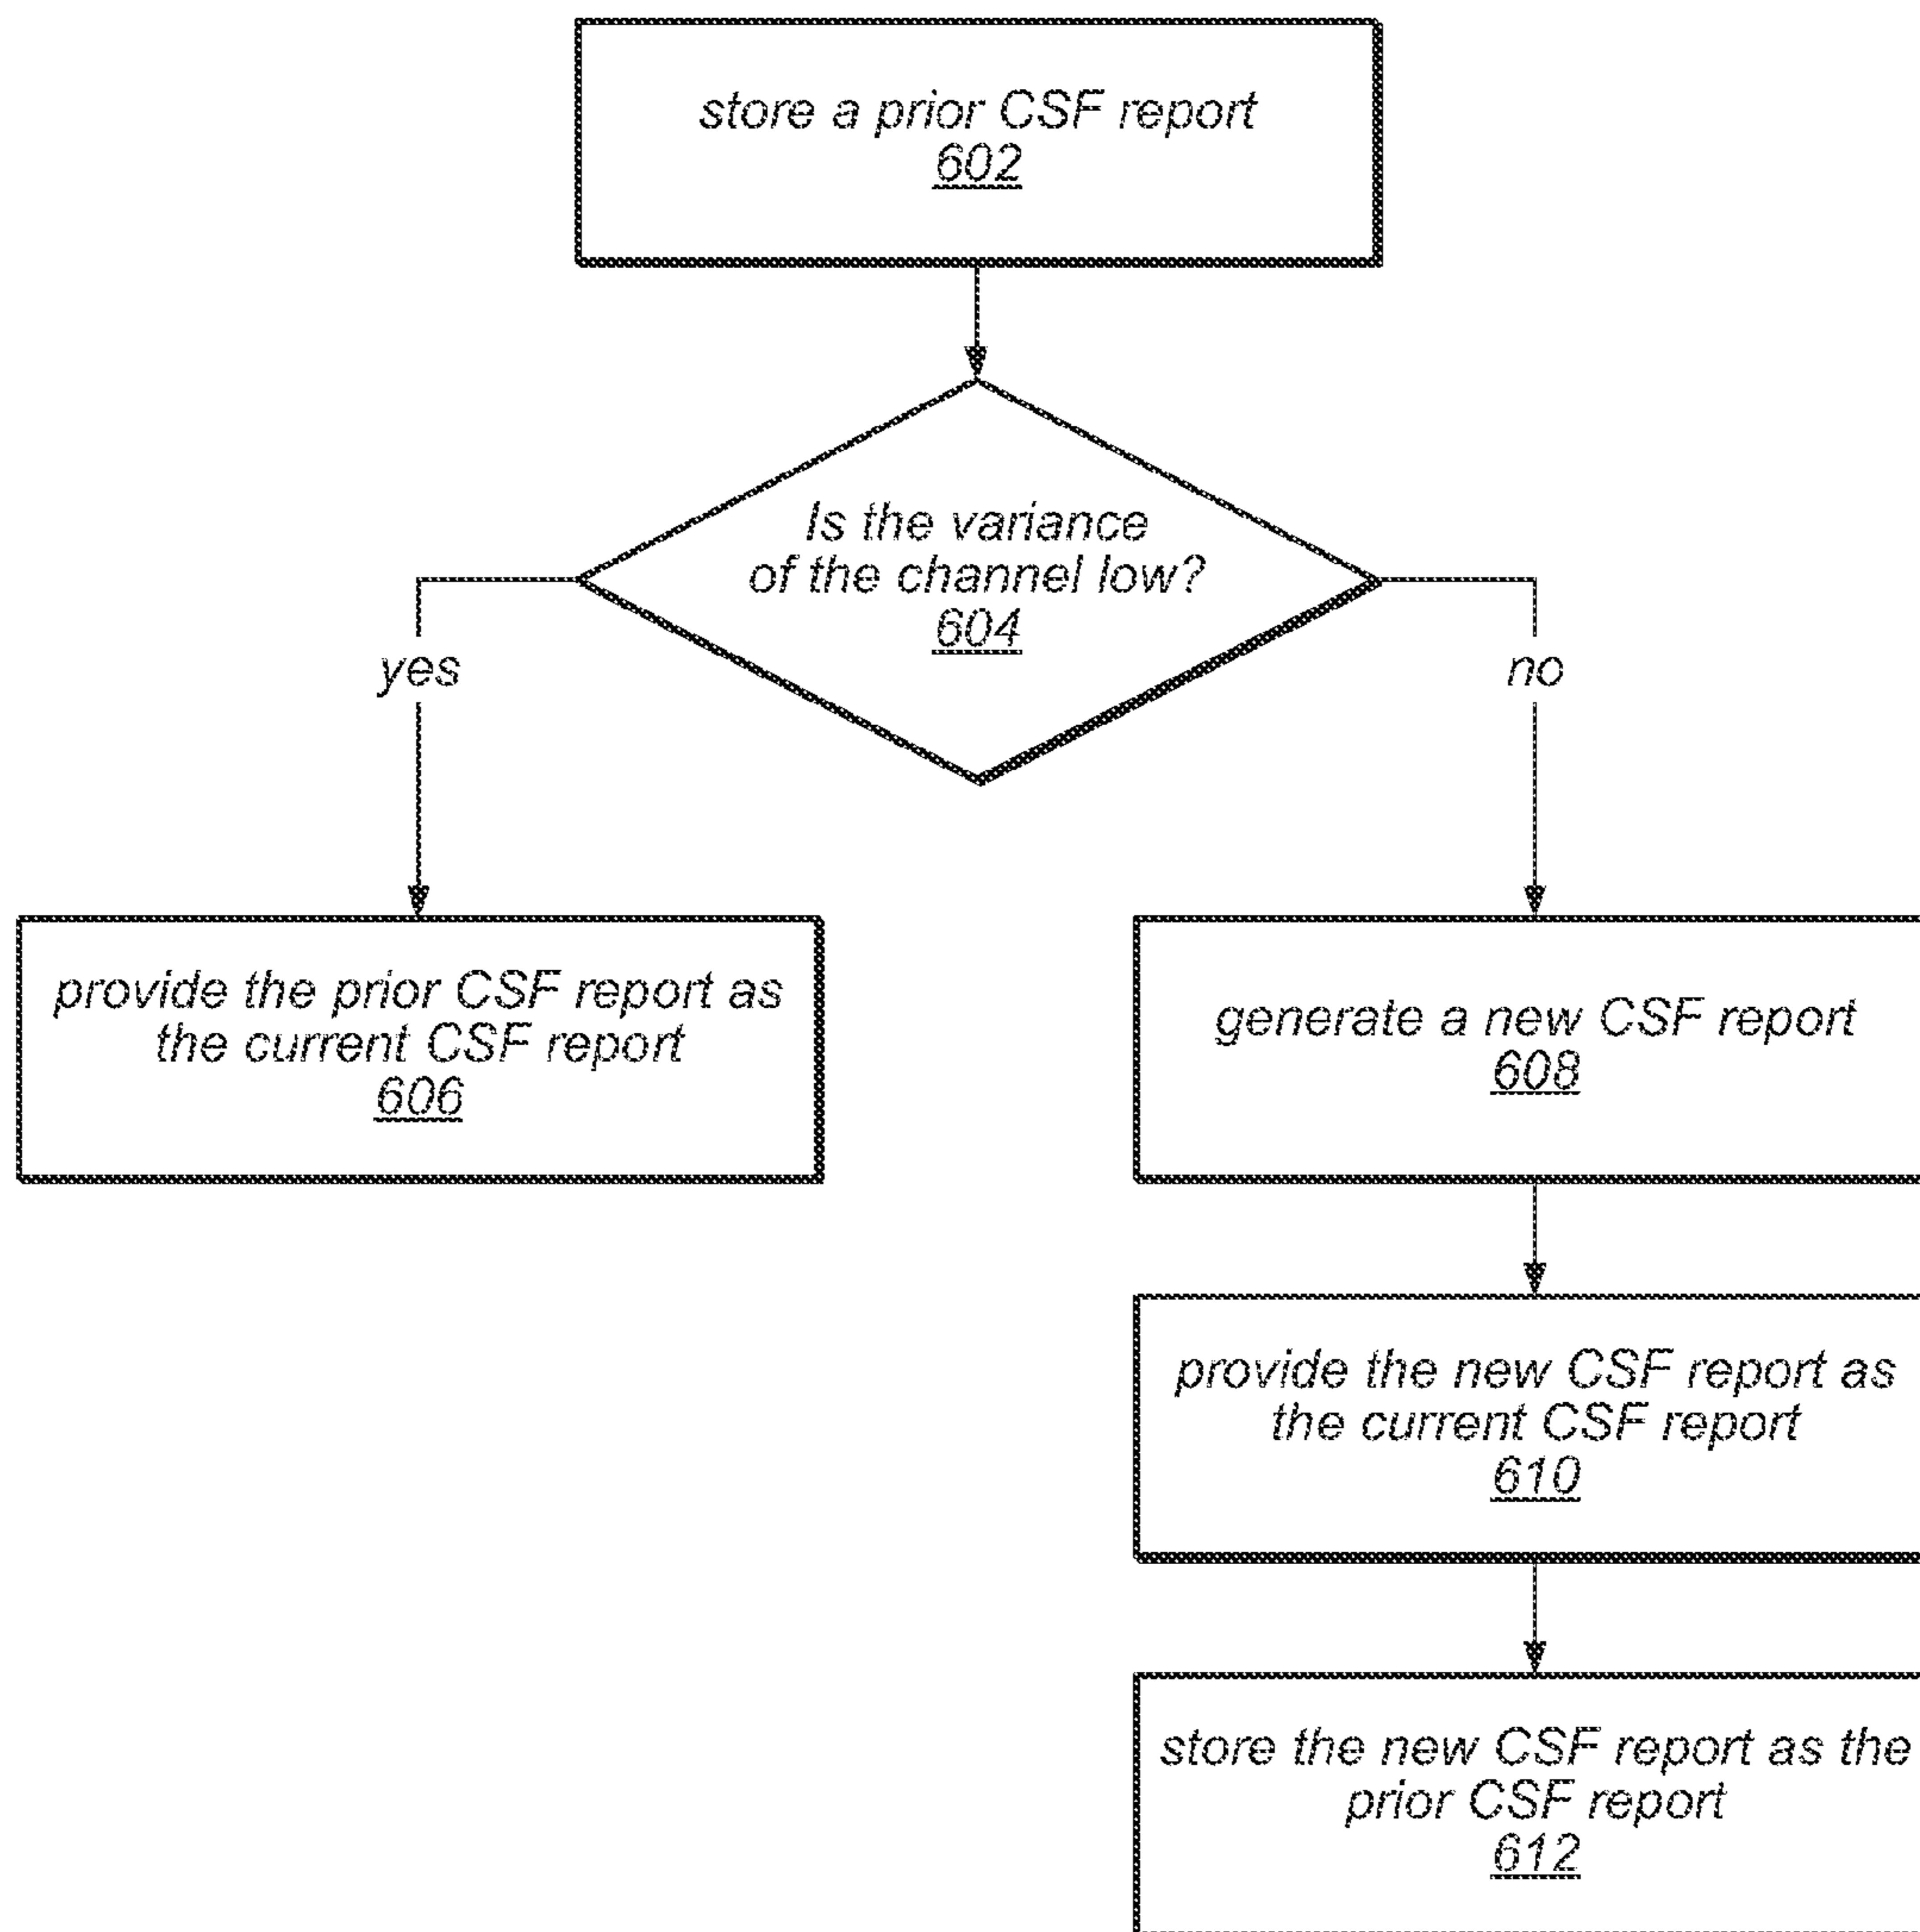 store a prior CSF report
602
Is the variance
of the channel low?
604
yes
no
provide the prior CSF report as
the current CSF report
606
generate a new CSF report
608
provide the new CSF report as
the current CSF report
610
store the new CSF report as the
prior CSF report
612